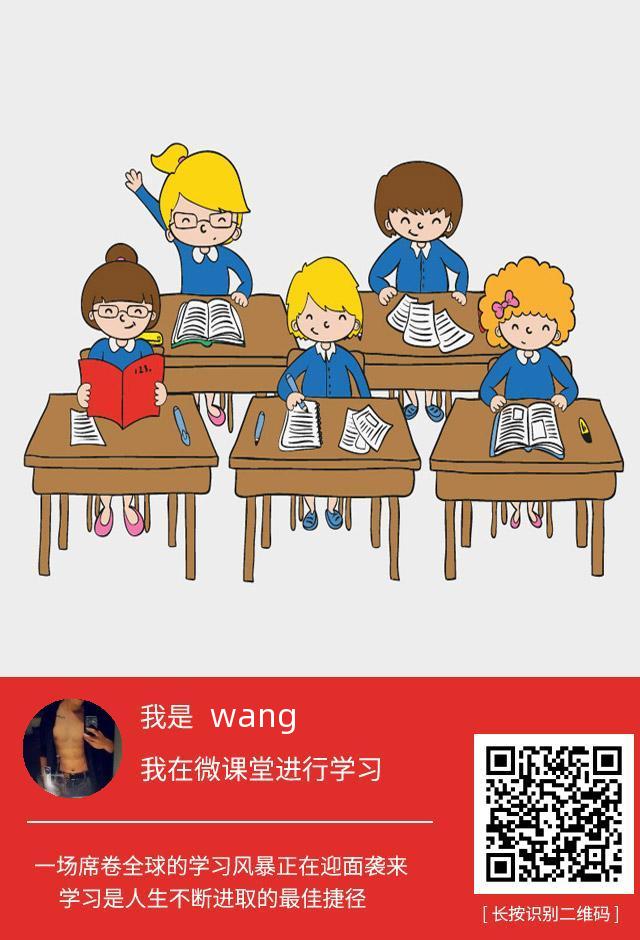 123,
我是 wang
我在微课堂进行学习
一场席卷全球的学习风暴正在迎面袭来
学习是人生不断进取的最佳捷径
[ 长按识别二维码 ]